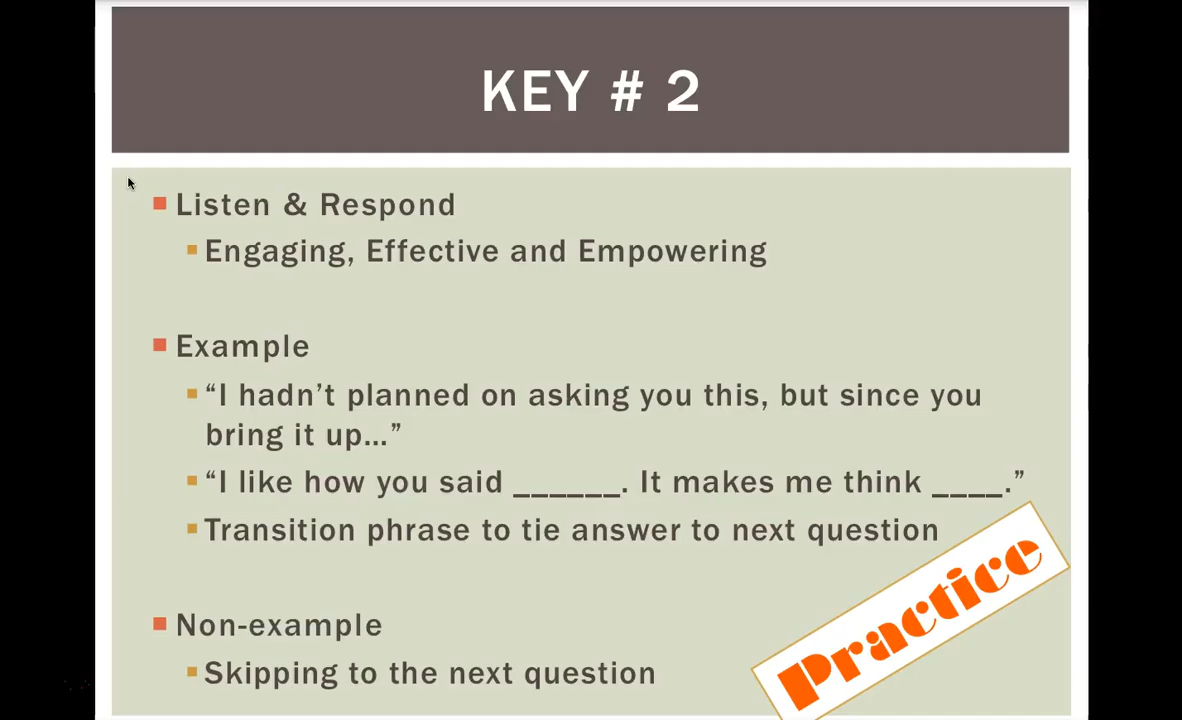 KEY # 2
Listen & Respond
Engaging, Effective and Empowering
Example
“I hadn’t planned on asking you this, but since you
bring it up…”
“I like how you said ______. It makes me think ____.”
Transition phrase to tie answer to next question
Non-example
Skipping to the next question
Practice